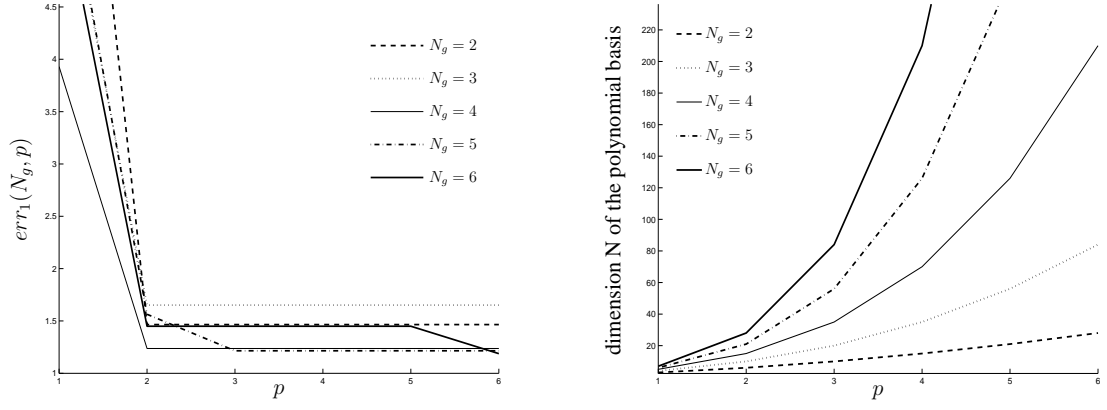 4.5
4
3.5
3
2.5
2
1.5
1
err₁(N_g, p)
N_g = 2
N_g = 3
N_g = 4
N_g = 5
N_g = 6
1 2 3 4 5 6
p
220
200
180
160
140
120
100
80
60
40
20
dimension N of the polynomial basis
N_g = 2
N_g = 3
N_g = 4
N_g = 5
N_g = 6
1 2 3 4 5 6
p